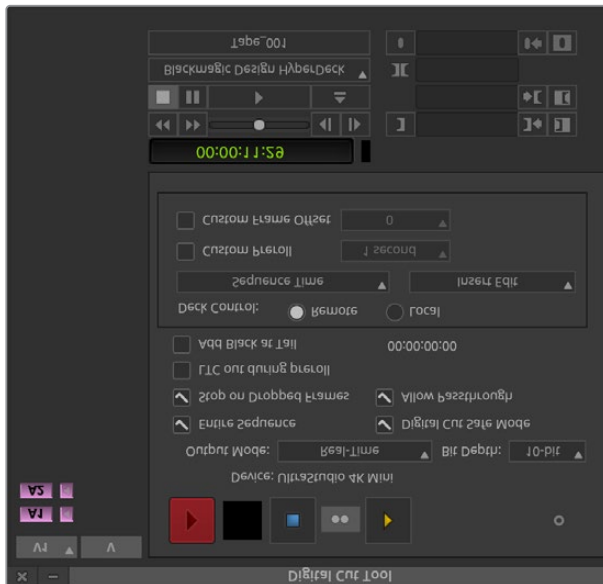 Digital Cut Tool
V1 V
A1
A2
Device: UltraStudio 4K Mini
Output Mode: Real-Time Bit Depth: 10-bit
Entire Sequence Digital Cut Safe Mode
Stop on Dropped Frames Allow Passthrough
LTC out during preroll
Add Black at Tail 00:00:00:00
Deck Control: Remote Local
Sequence Time Insert Edit
Custom Preroll 1 second
Custom Frame Offset 0
00:00:11:29
Blackmagic Design HyperDeck
Tape_001